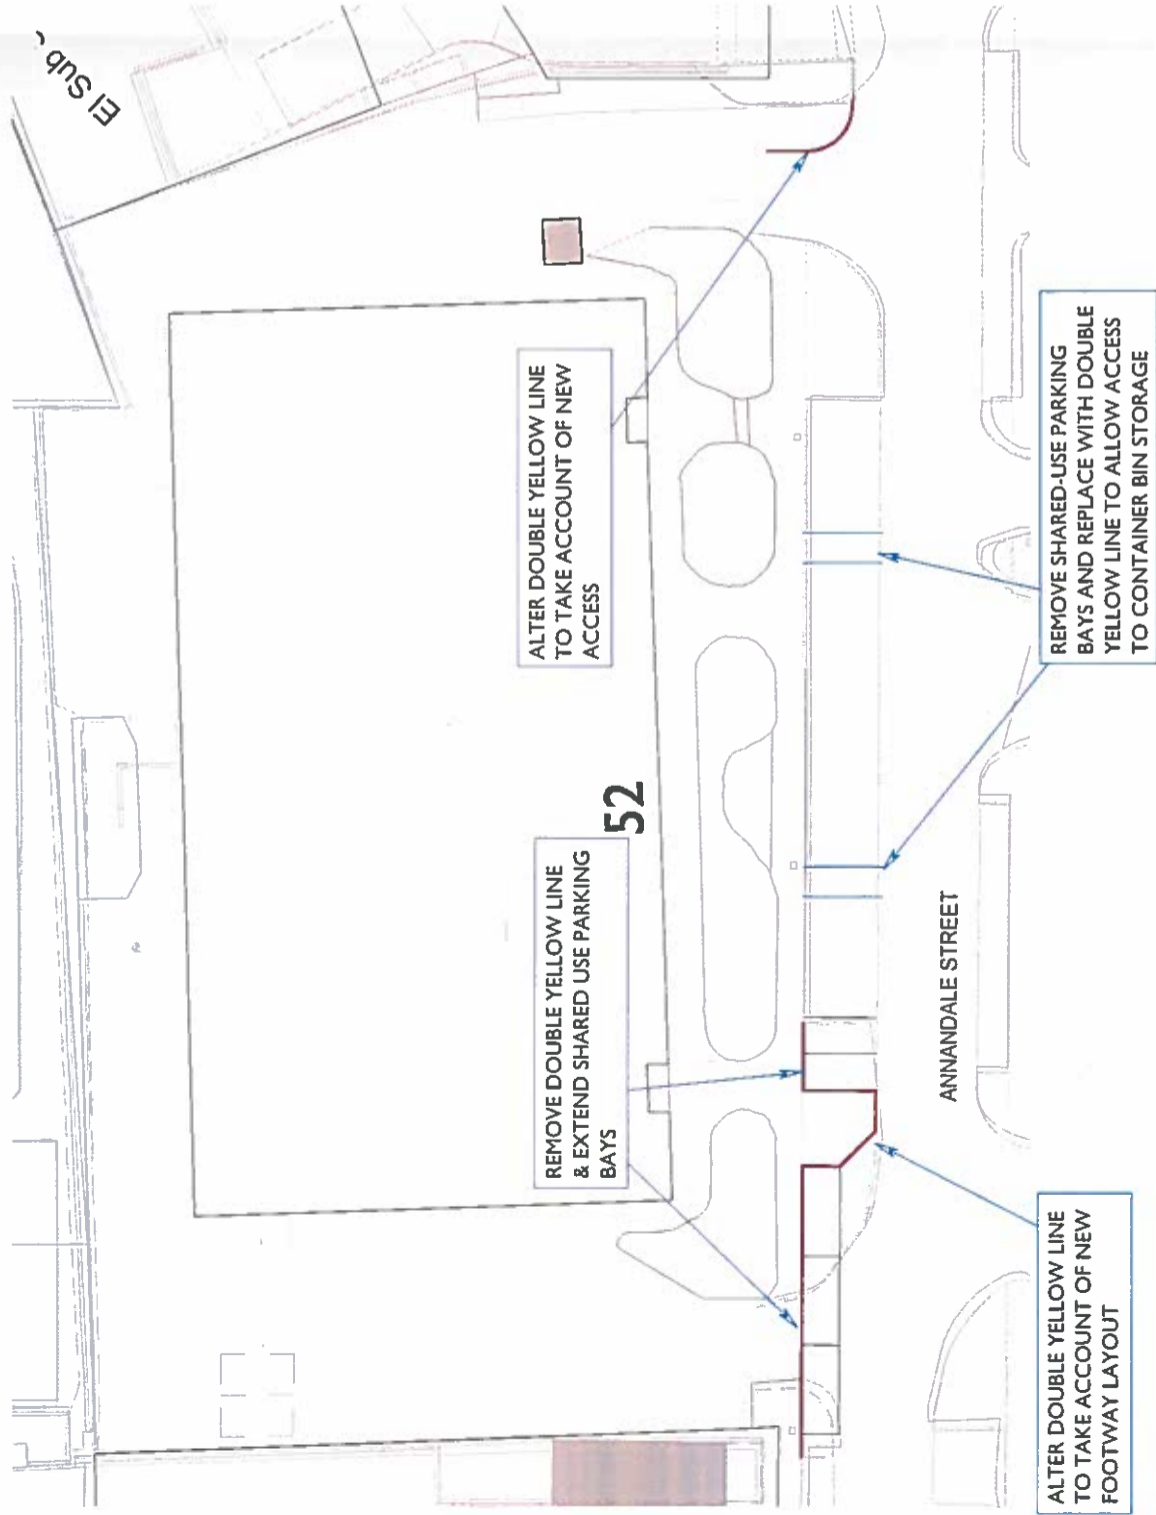 El Sub
ALTER DOUBLE YELLOW LINE
TO TAKE ACCOUNT OF NEW
ACCESS
REMOVE DOUBLE YELLOW LINE
& EXTEND SHARED USE PARKING
BAYS
52
ANNANDALE STREET
REMOVE SHARED-USE PARKING
BAYS AND REPLACE WITH DOUBLE
YELLOW LINE TO ALLOW ACCESS
TO CONTAINER BIN STORAGE
ALTER DOUBLE YELLOW LINE
TO TAKE ACCOUNT OF NEW
FOOTWAY LAYOUT